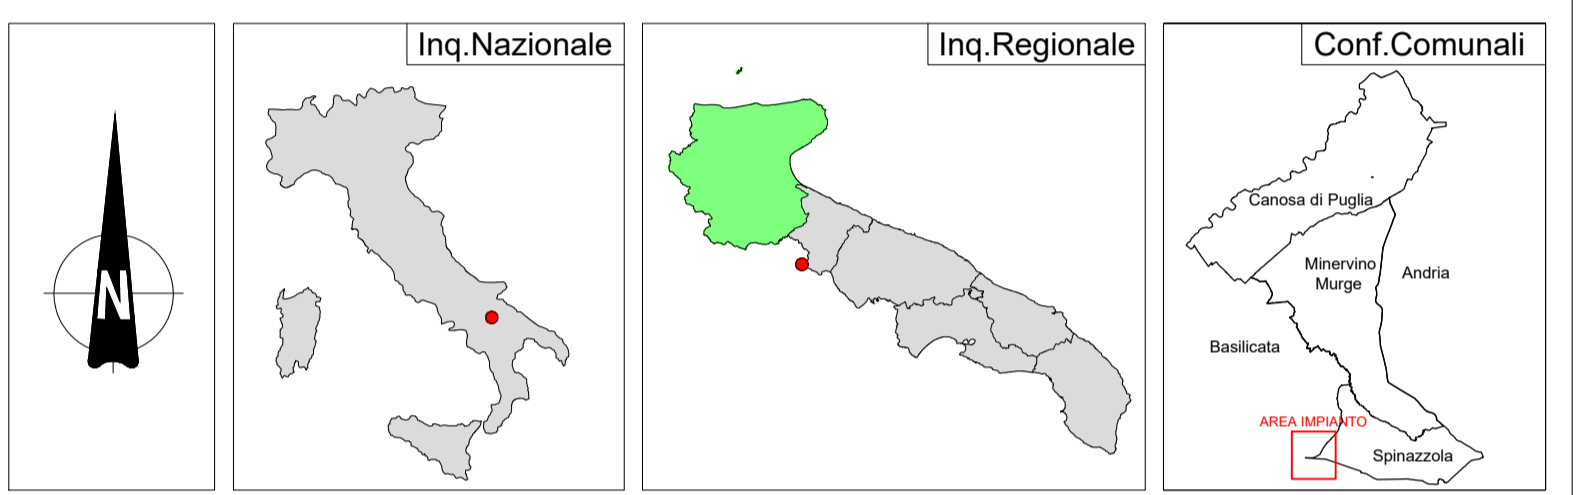 N
Inq.Nazionale
Inq.Regionale
Conf.Comunali
Canosa di Puglia
Minervino
Murge
Andria
Basilicata
AREA IMPIANTO
Spinazzola